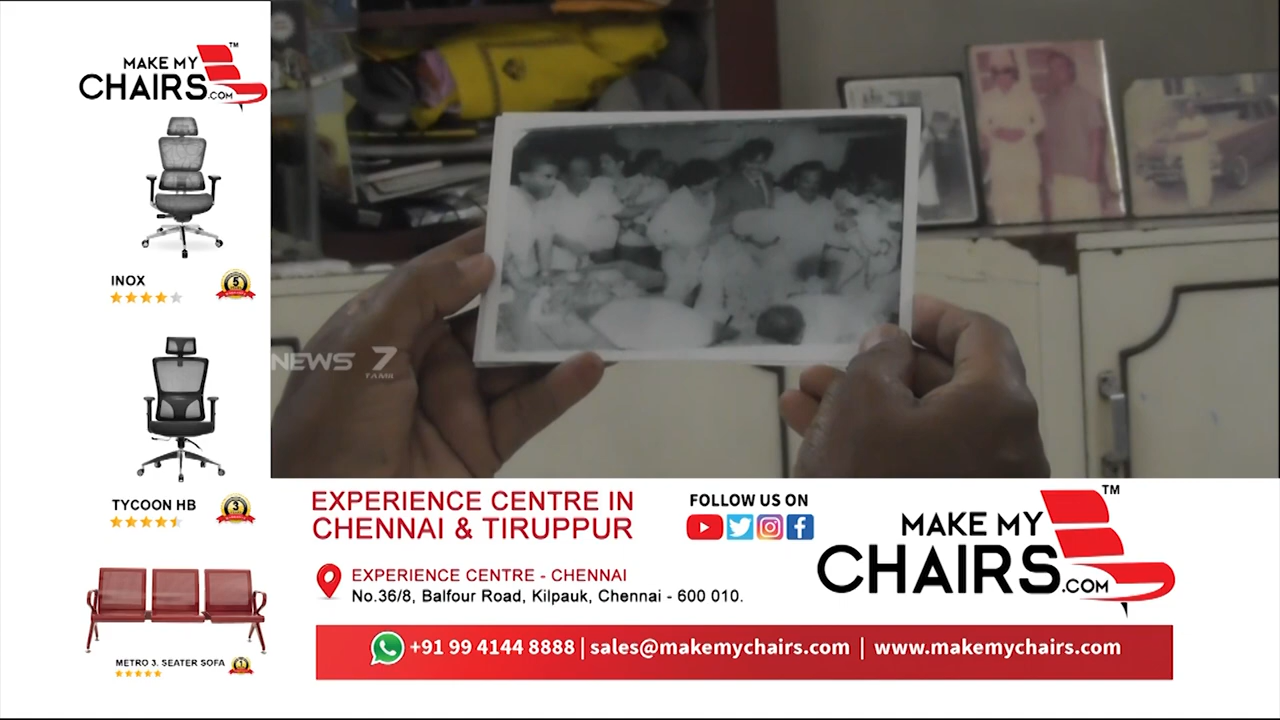 MAKE MY
CHAIRS.COM
TM
INOX
5
TYCOON HB
3
METRO 3. SEATER SOFA
1
NEWS 7
TAMIL
EXPERIENCE CENTRE IN
CHENNAI & TIRUPPUR
FOLLOW US ON
EXPERIENCE CENTRE - CHENNAI
No.36/8, Balfour Road, Kilpauk, Chennai - 600 010.
MAKE MY
CHAIRS.COM
TM
+91 99 4144 8888 | sales@makemychairs.com | www.makemychairs.com